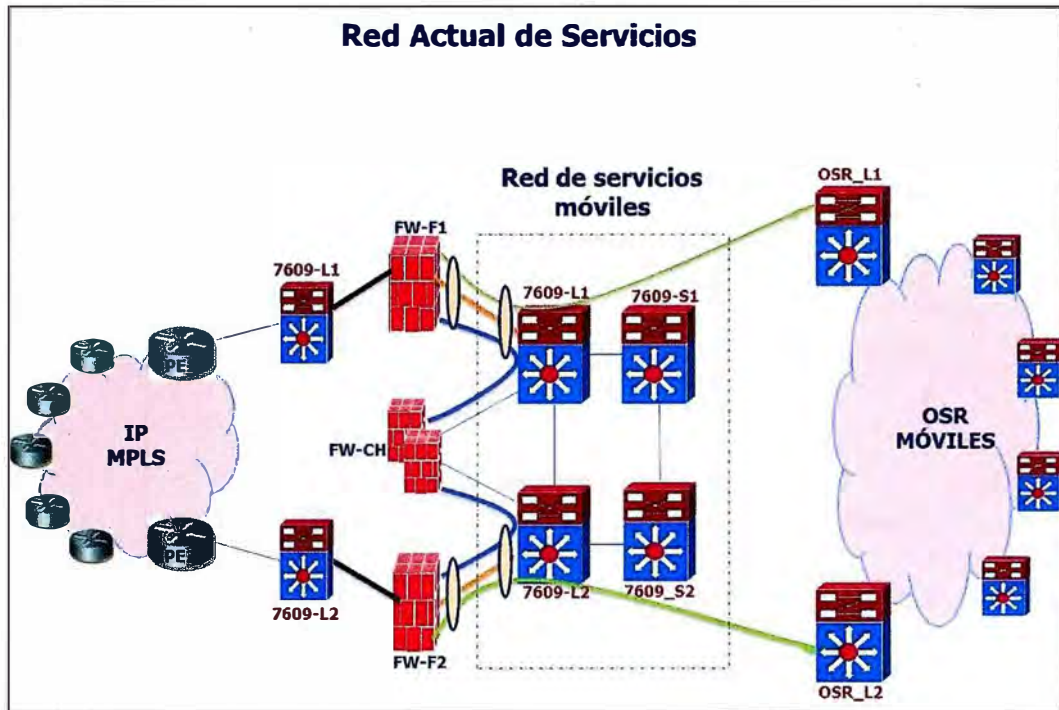 Red Actual de Servicios
Red de servicios
móviles
OSR_L1
FW-F1
7609-L1
7609-L1
7609-S1
PE
IP
MPLS
FW-CH
OSR
MÓVILES
PE
7609-L2
7609-L2
7609_S2
FW-F2
OSR_L2